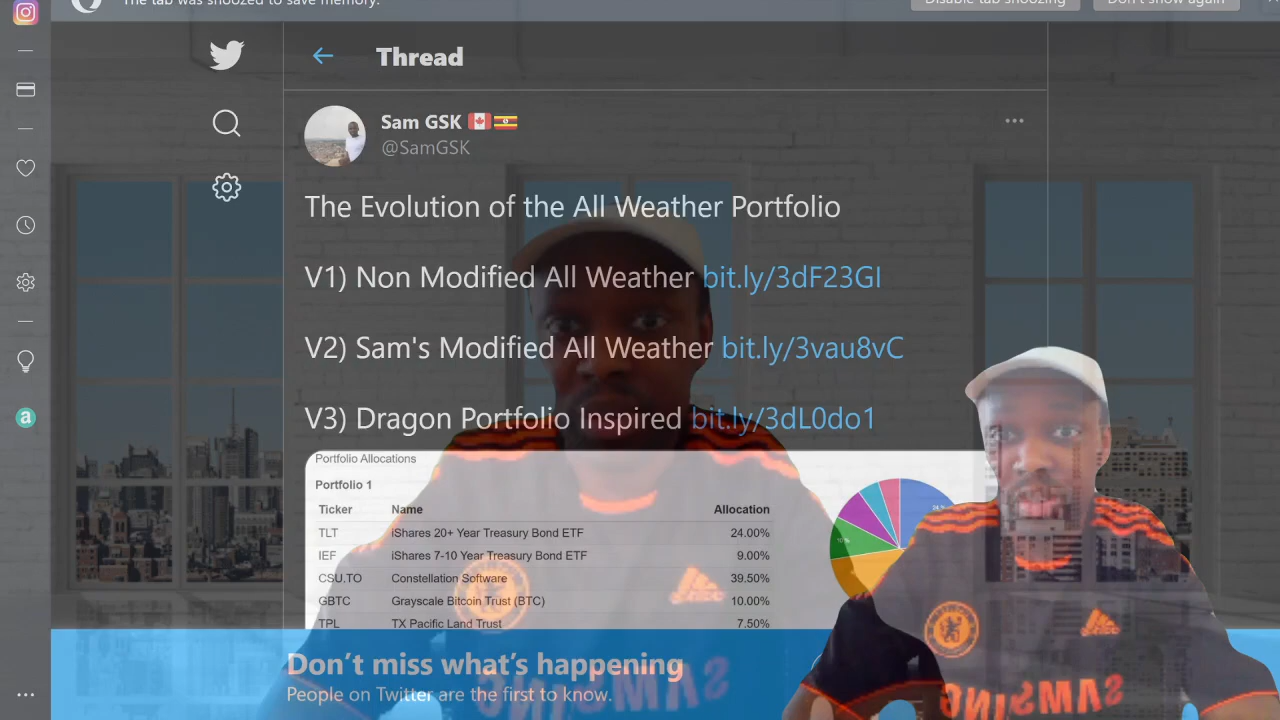 The tab was snoozed to save memory.
Disable tab snoozing
Don't show again
Thread
Sam GSK
@SamGSK
The Evolution of the All Weather Portfolio
V1) Non Modified All Weather bit.ly/3dF23GI
V2) Sam's Modified All Weather bit.ly/3vau8vC
V3) Dragon Portfolio Inspired bit.ly/3dL0do1
Portfolio Allocations
Portfolio 1
Ticker Name Allocation
TLT iShares 20+ Year Treasury Bond ETF 24.00%
IEF iShares 7-10 Year Treasury Bond ETF 9.00%
CSU.TO Constellation Software 39.50%
GBTC Grayscale Bitcoin Trust (BTC) 10.00%
TPL TX Pacific Land Trust 7.50%
Don't miss what's happening
People on Twitter are the first to know.
adidas
SAMSUNG
adidas
SAMSUNG